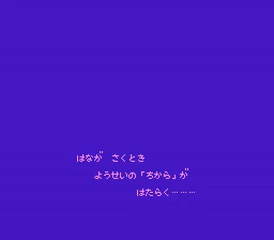 はなが さくとき
ようせいの「ちから」が
はたらく………